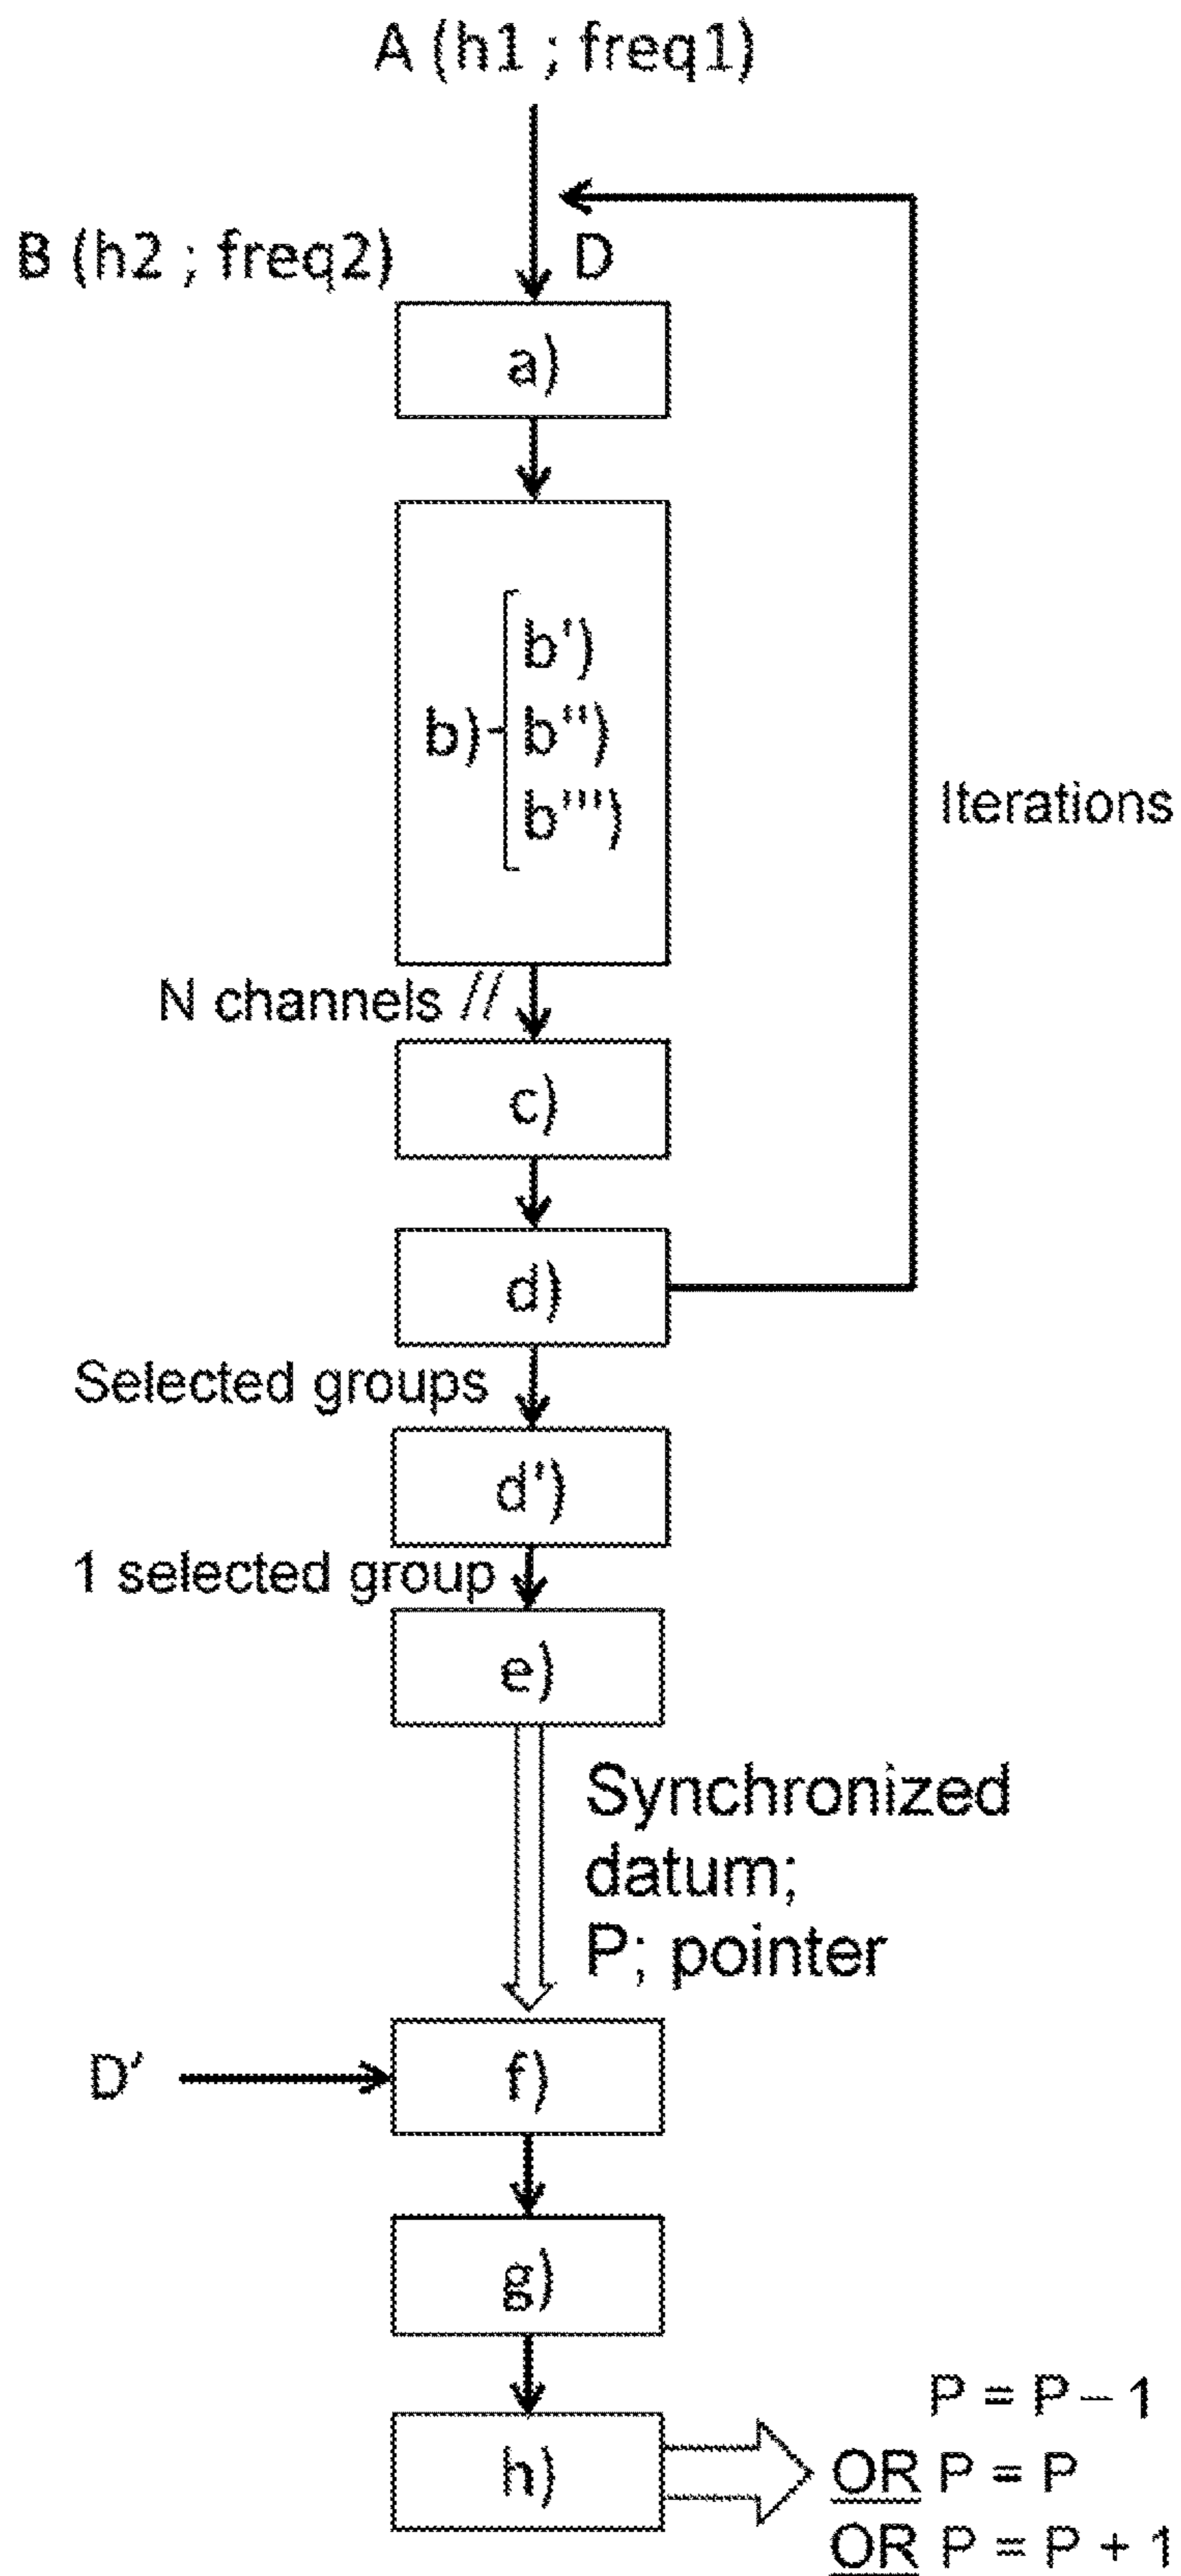 A (h1 ; freq1)
B (h2 ; freq2)
D
a)
b')
b)
b'')
b''')
Iterations
N channels //
c)
d)
Selected groups
d')
1 selected group
e)
Synchronized
datum;
P; pointer
D'
f)
g)
P = P – 1
h)
OR P = P
OR P = P + 1